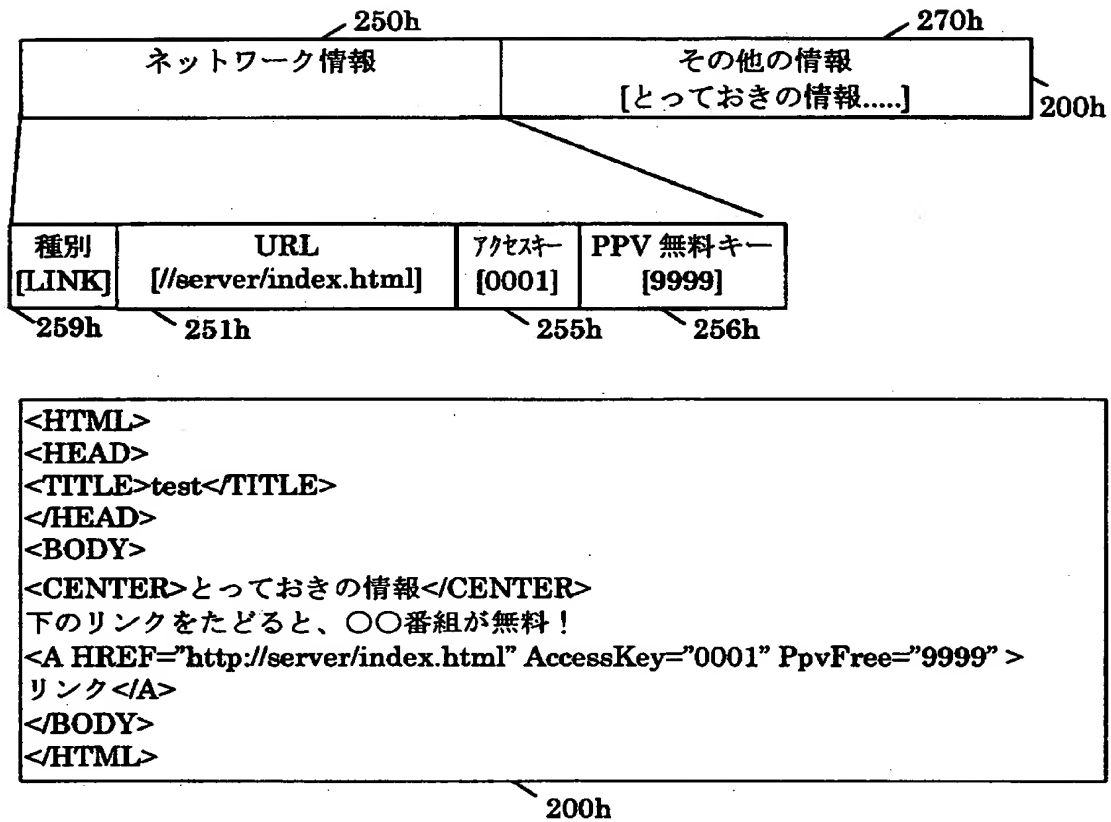 250h
270h
ネットワーク情報
その他の情報
[とっておきの情報.....]
200h
種別
[LINK]
URL
[//server/index.html]
アクセスキー
[0001]
PPV 無料キー
[9999]
259h
251h
255h
256h
<HTML>
<HEAD>
<TITLE>test</TITLE>
</HEAD>
<BODY>
<CENTER>とっておきの情報</CENTER>
下のリンクをたどると、〇〇番組が無料！
<A HREF="http://server/index.html" AccessKey="0001" PpvFree="9999" >
リンク</A>
</BODY>
</HTML>
200h